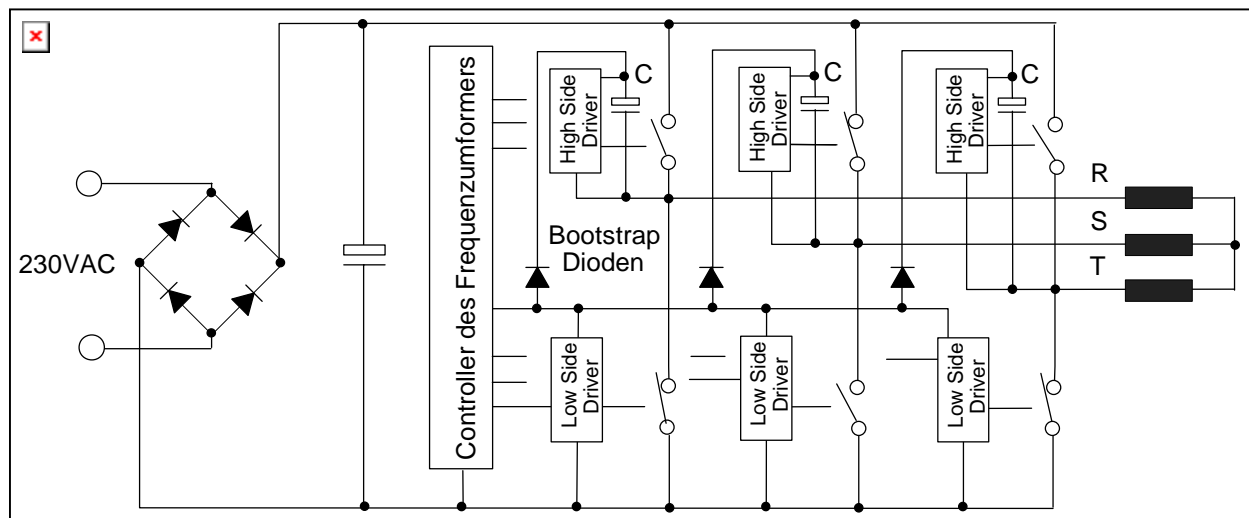 230VAC
Controller des Frequenzumformers
High Side
Driver
C
High Side
Driver
C
High Side
Driver
C
Bootstrap
Dioden
R
S
T
Low Side
Driver
Low Side
Driver
Low Side
Driver